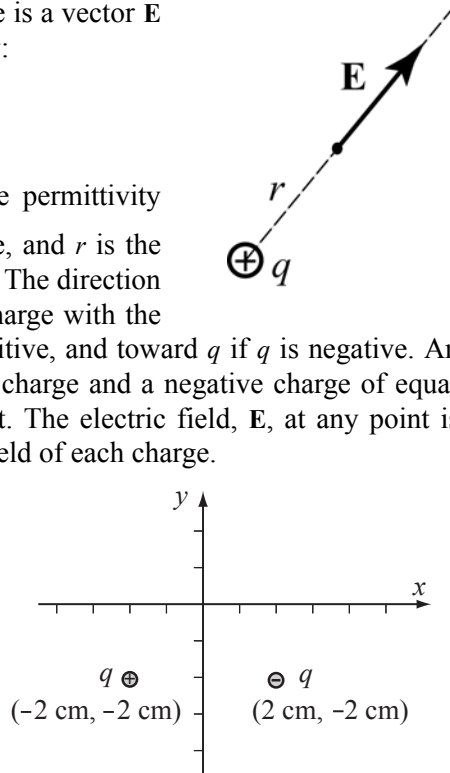 e is a vector E
:
E
e permittivity
r
e, and r is the
The direction
harge with the
q
itive, and toward q if q is negative. An
charge and a negative charge of equa
t. The electric field, E, at any point is
eld of each charge.
y
x
q
q
(-2 cm, -2 cm)
(2 cm, -2 cm)